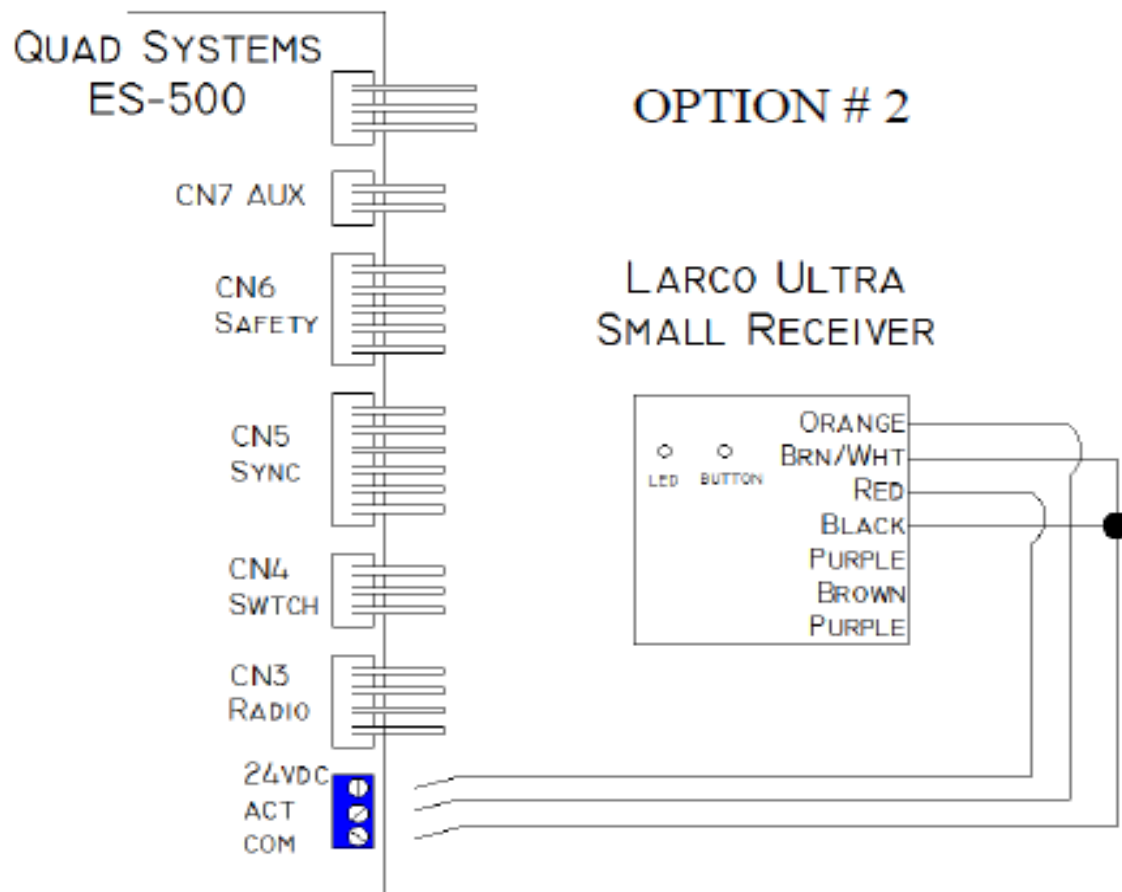 QUAD SYSTEMS
ES-500
OPTION # 2
CN7 AUX
CN6
SAFETY
LARCO ULTRA
SMALL RECEIVER
CN5
SYNC
LED
BUTTON
ORANGE
BRN/WHT
RED
BLACK
PURPLE
BROWN
PURPLE
CN4
SWTCH
CN3
RADIO
24VDC
ACT
COM